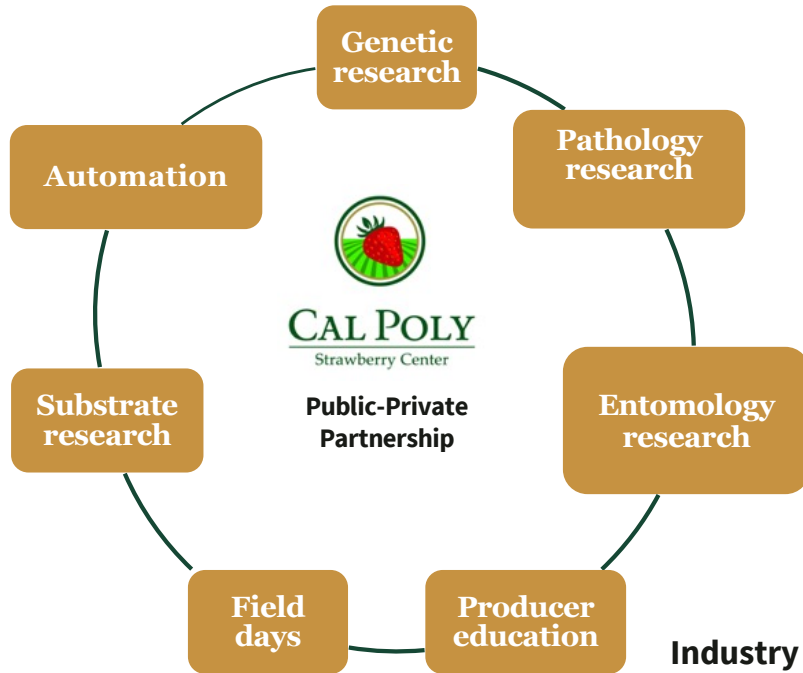 Genetic
research
Pathology
research
Entomology
research
Producer
education
Field
days
Substrate
research
Automation
CAL POLY
Strawberry Center
Public-Private
Partnership
Industry